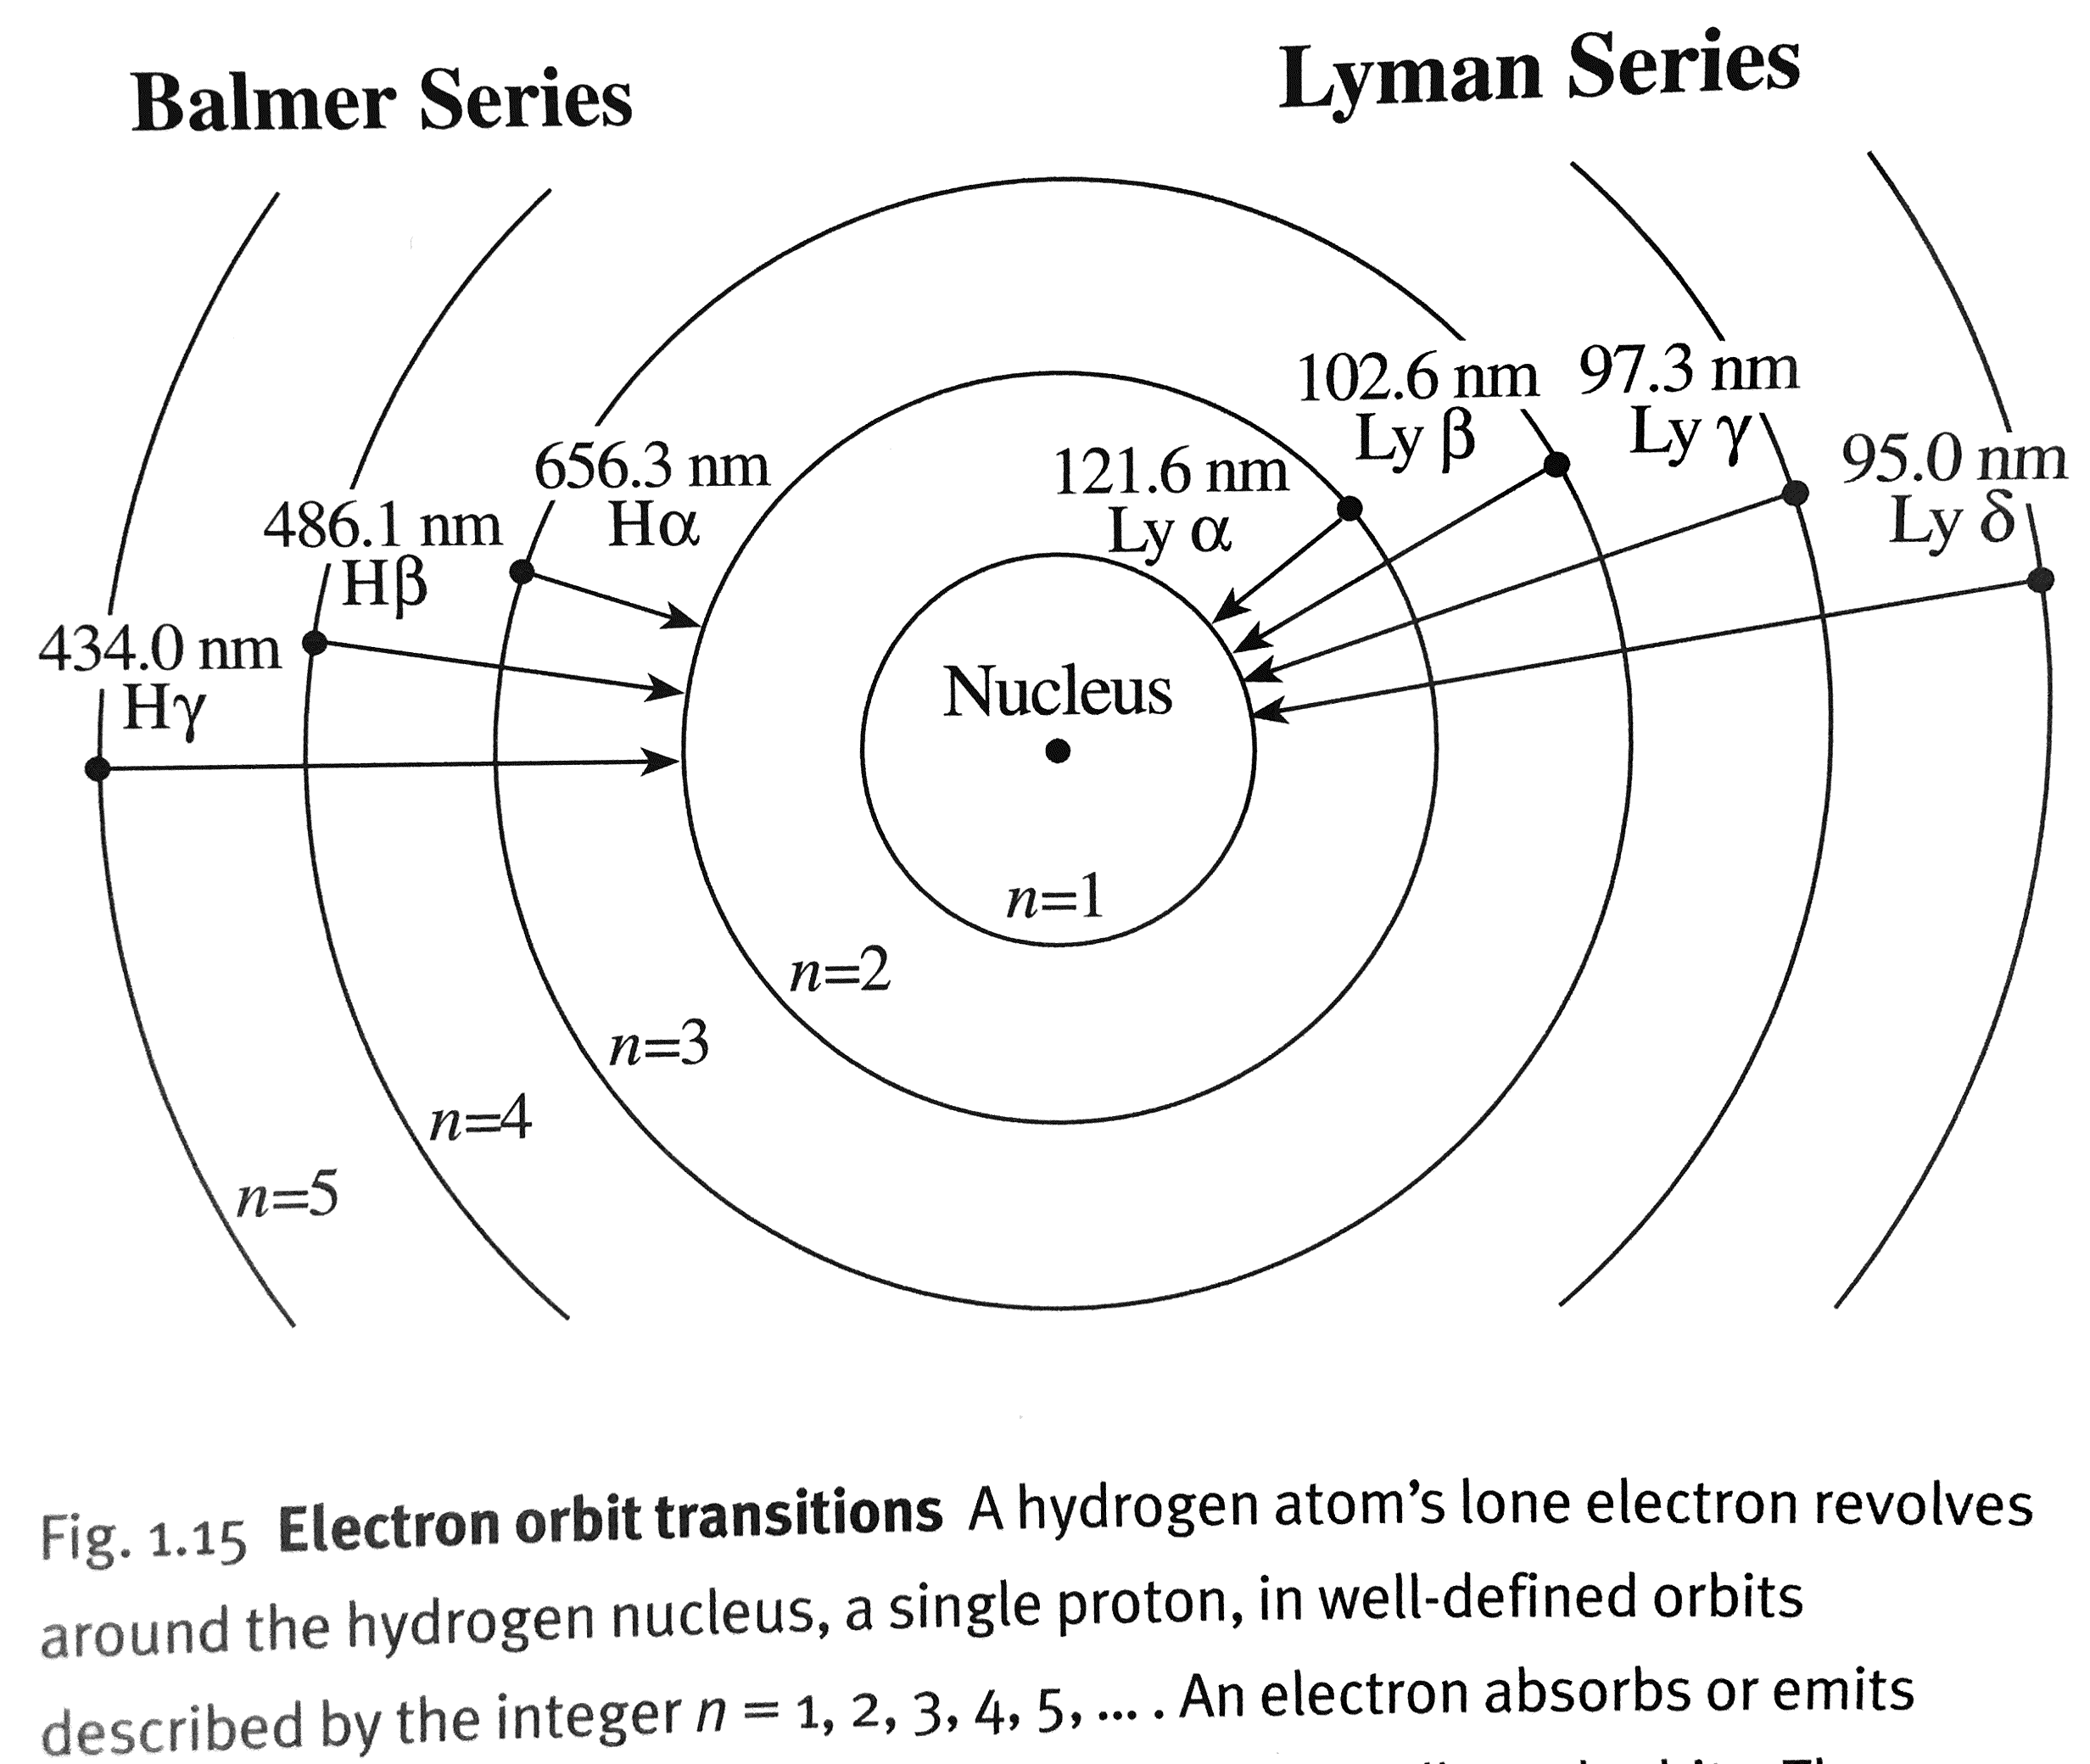 Balmer Series
Lyman Series
102.6 nm
Ly β
97.3 nm
Ly γ
656.3 nm
Hα
121.6 nm
Ly α
95.0 nm
Ly δ
486.1 nm
Hβ
434.0 nm
Hγ
Nucleus
n=1
n=2
n=3
n=4
n=5
Fig. 1.15 Electron orbit transitions A hydrogen atom’s lone electron revolves
around the hydrogen nucleus, a single proton, in well-defined orbits
described by the integer n = 1, 2, 3, 4, 5, ... . An electron absorbs or emits